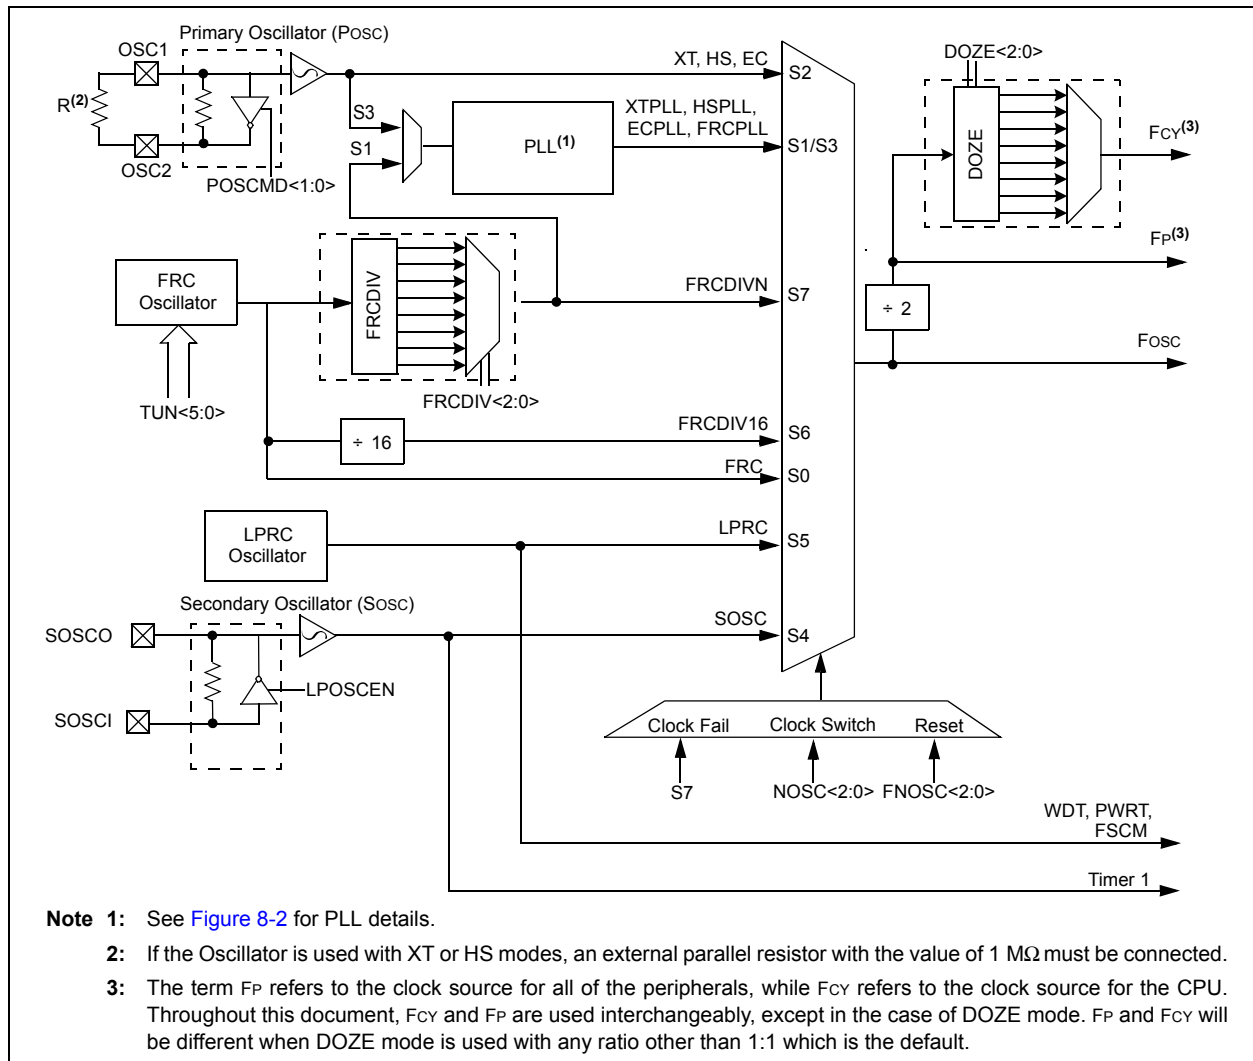 Primary Oscillator (POSC)
DOZE<2:0>
OSC1
XT, HS, EC
S2
R(2)
S3
XTPLL, HSPLL,
ECPLL, FRCPLL
PLL(1)
DOZE
FCY(3)
S1
S1/S3
OSC2
POSCMD<1:0>
FP(3)
FRC
Oscillator
FRCDIV
FRCDIVN
S7
÷ 2
FOSC
TUN<5:0>
FRCDIV<2:0>
FRCDIV16
S6
÷ 16
FRC
S0
LPRC
Oscillator
LPRC
S5
Secondary Oscillator (SOSC)
SOSCO
SOSC
S4
LPOSCEN
SOSCI
Clock Fail
Clock Switch
Reset
S7
NOSC<2:0>
FNOSC<2:0>
WDT, PWRT,
FSCM
Timer 1
Note 1: See Figure 8-2 for PLL details.
2: If the Oscillator is used with XT or HS modes, an external parallel resistor with the value of 1 MΩ must be connected.
3: The term FP refers to the clock source for all of the peripherals, while FCY refers to the clock source for the CPU.
Throughout this document, FCY and FP are used interchangeably, except in the case of DOZE mode. FP and FCY will
be different when DOZE mode is used with any ratio other than 1:1 which is the default.